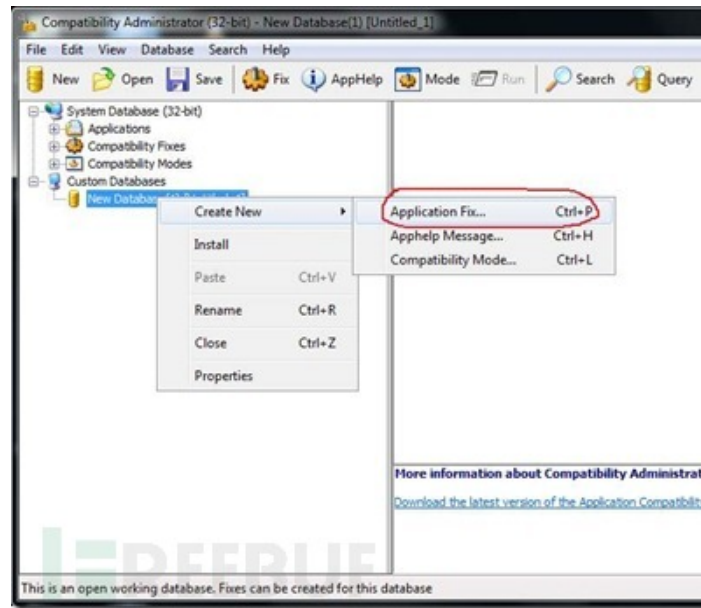 Compatibility Administrator (32-bit) - New Database(1) [Untitled_1]
File Edit View Database Search Help
New Open Save Fix AppHelp Mode Run Search Query
System Database (32-bit)
Applications
Compatibility Fixes
Compatibility Modes
Custom Databases
New Database
Create New
Install
Paste Ctrl+V
Rename Ctrl+R
Close Ctrl+Z
Properties
Application Fix... Ctrl+P
Apphelp Message... Ctrl+H
Compatibility Mode... Ctrl+L
More information about Compatibility Administrat
Download the latest version of the Application Compatibilit
FREEBUF
This is an open working database. Fixes can be created for this database